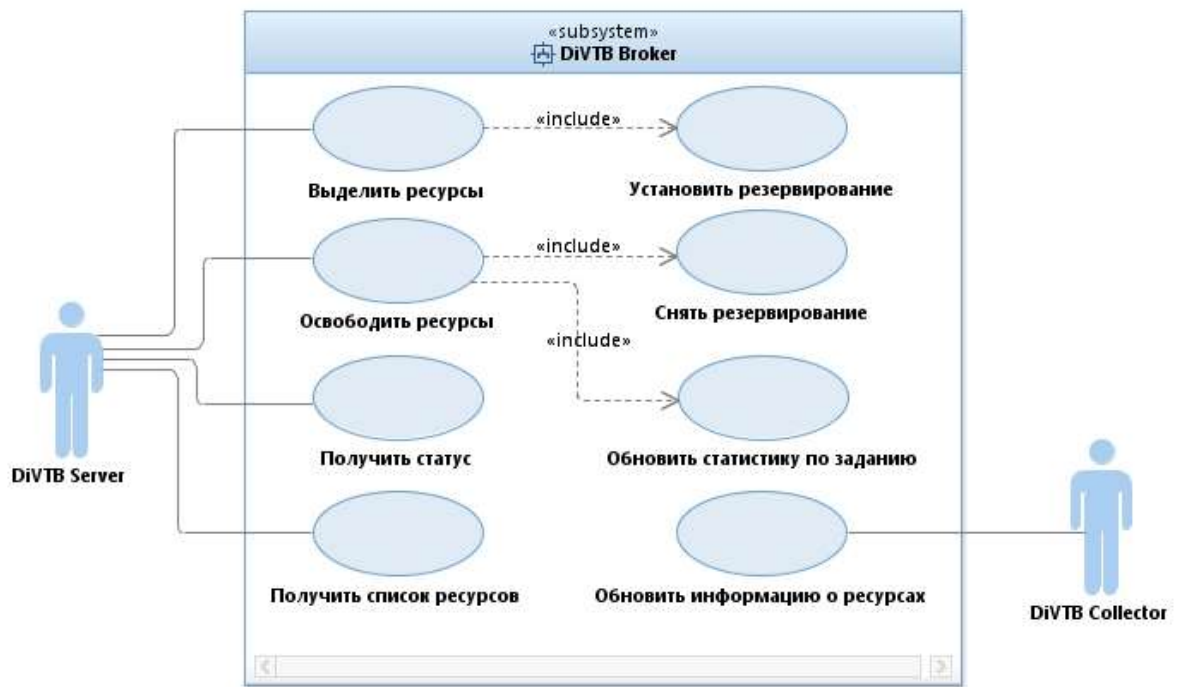 «subsystem»
DiVTB Broker
«include»
Выделить ресурсы
Установить резервирование
«include»
Освободить ресурсы
Снять резервирование
«include»
DiVTB Server
Получить статус
Обновить статистику по заданию
Получить список ресурсов
Обновить информацию о ресурсах
DiVTB Collector